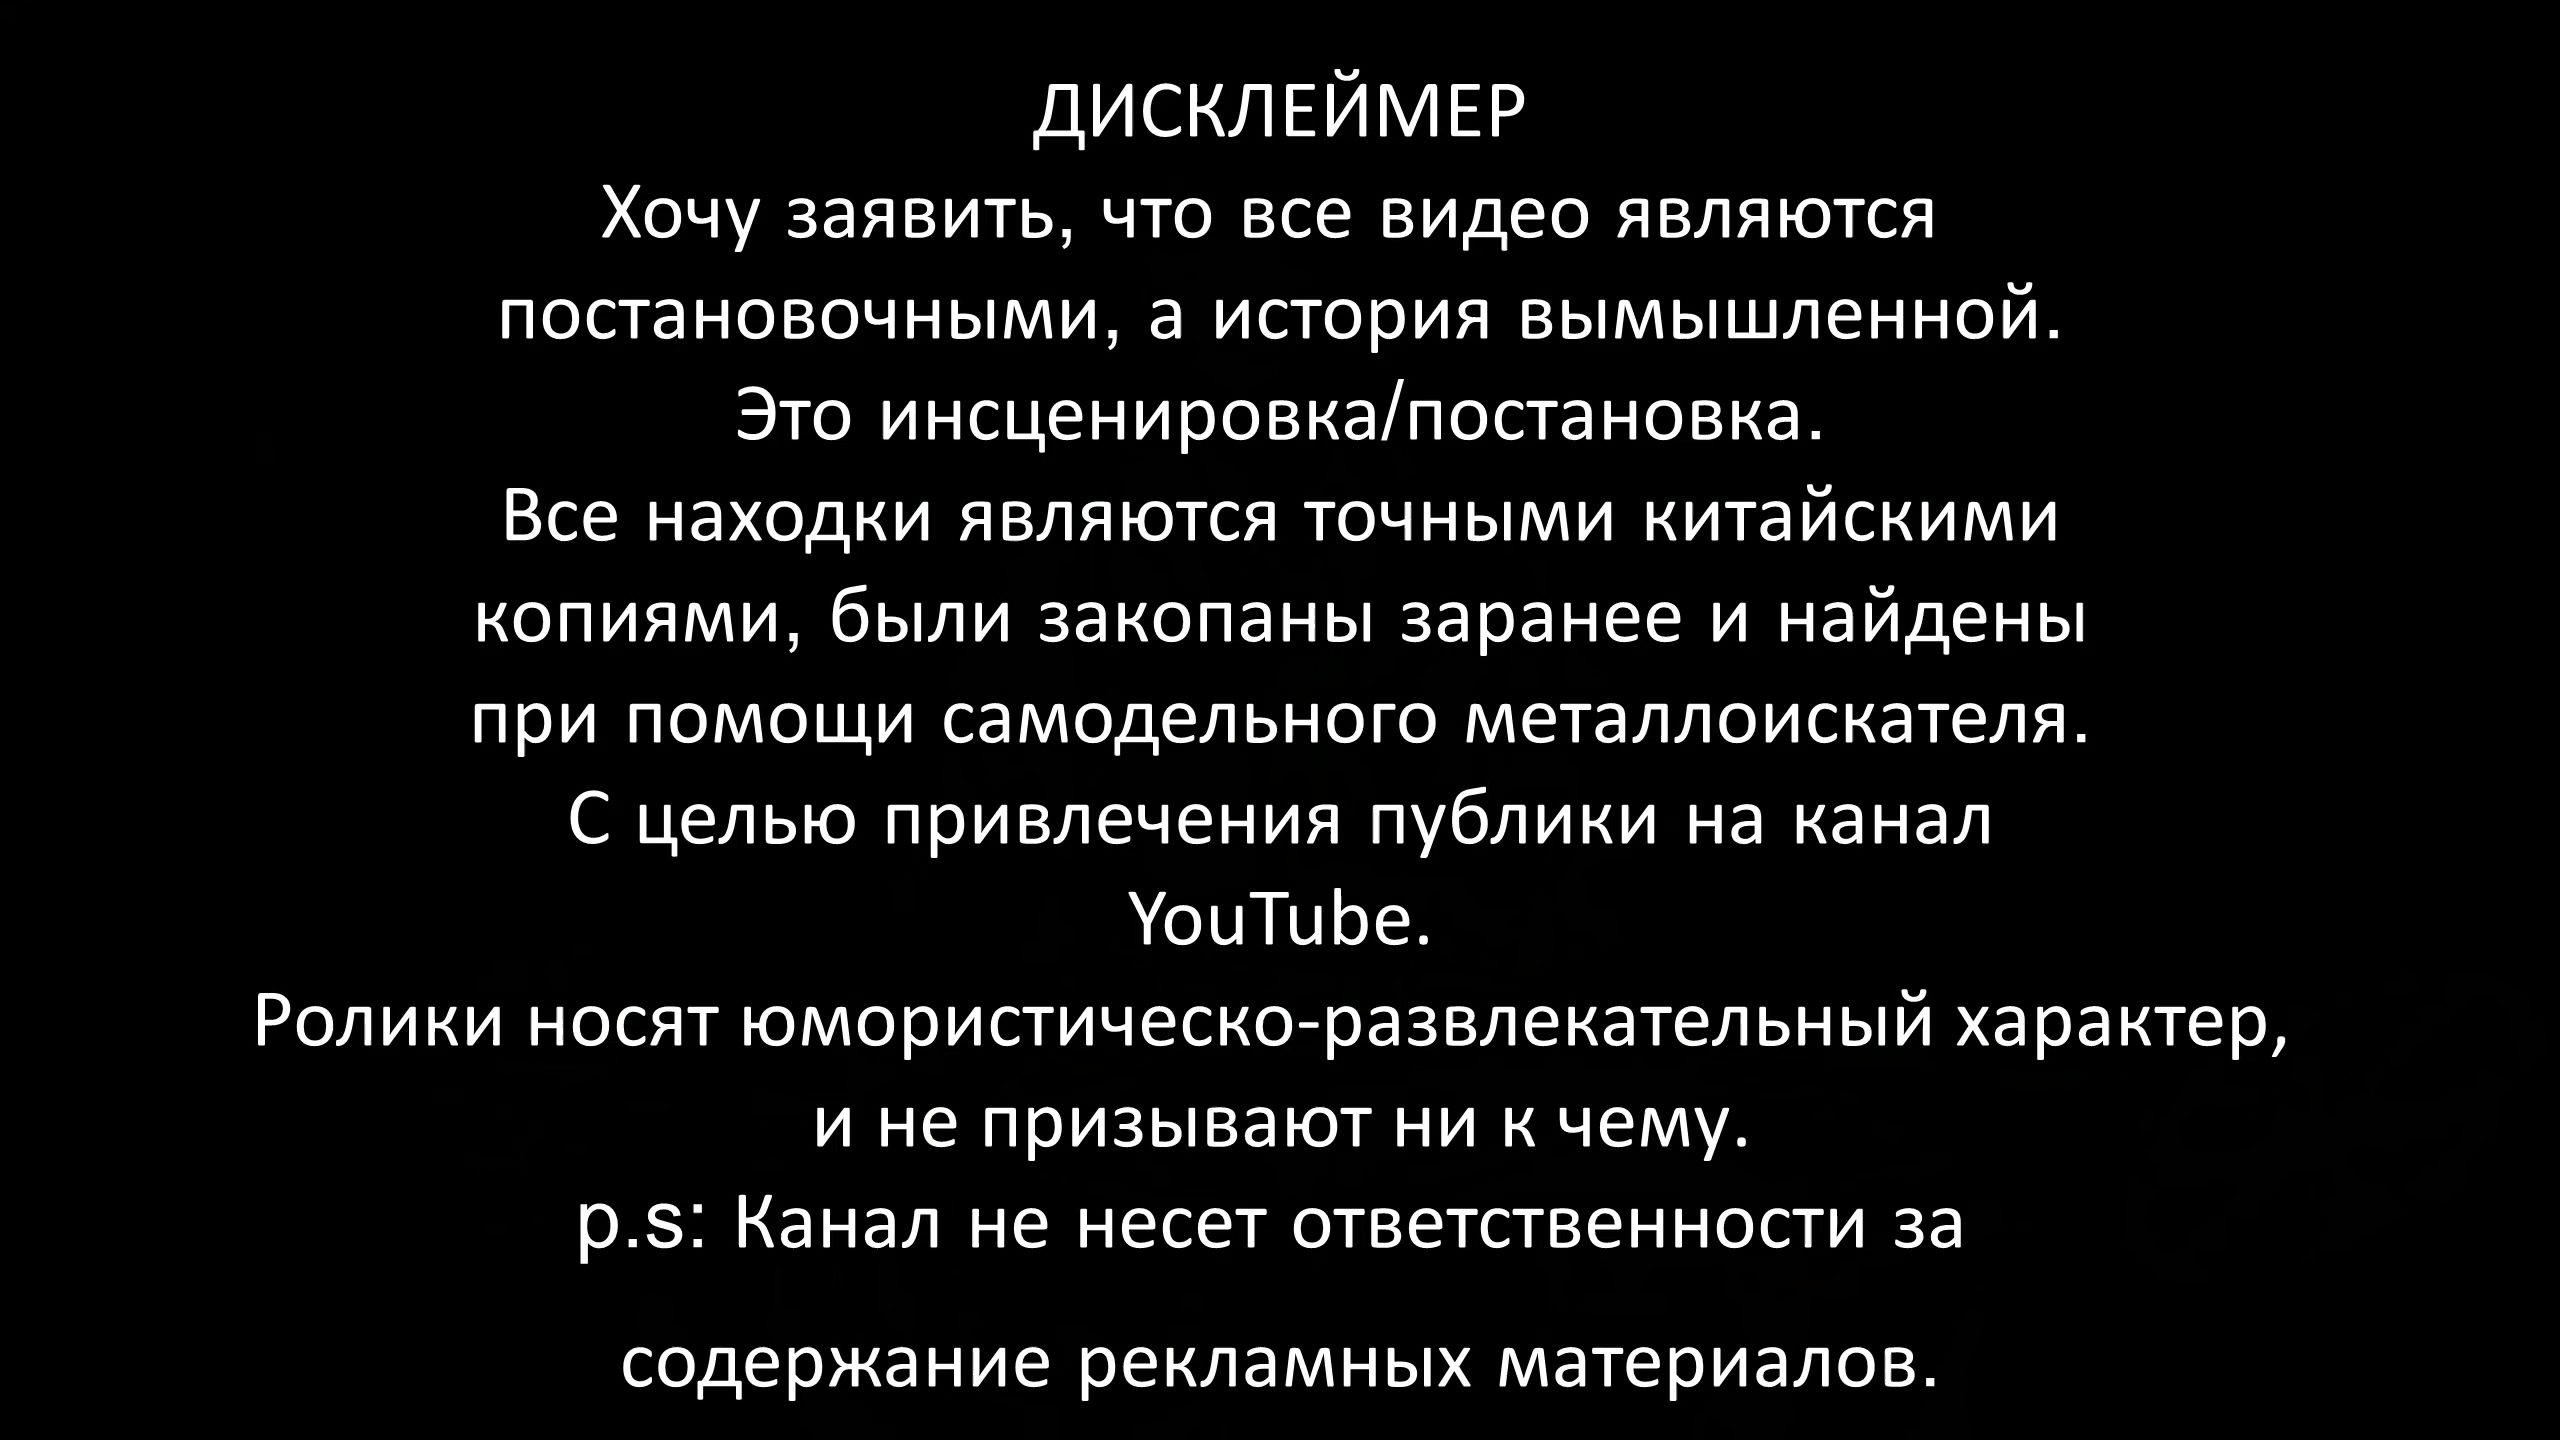 ДИСКЛЕЙМЕР
Хочу заявить, что все видео являются
постановочными, а история вымышленной.
Это инсценировка/постановка.
Все находки являются точными китайскими
копиями, были закопаны заранее и найдены
при помощи самодельного металлоискателя.
С целью привлечения публики на канал
YouTube.
Ролики носят юмористическо-развлекательный характер,
и не призывают ни к чему.
p.s: Канал не несет ответственности за
содержание рекламных материалов.